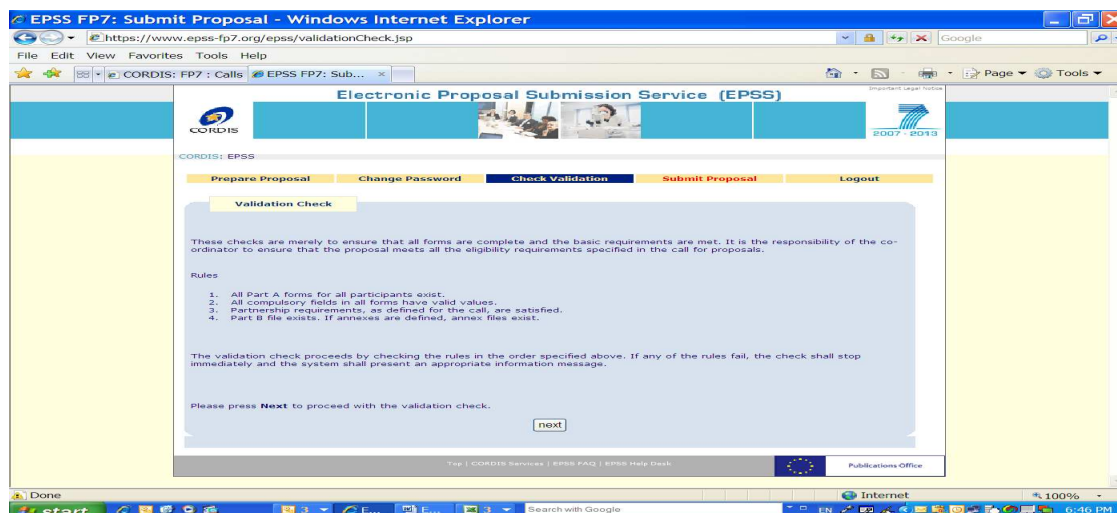 EPSS FP7: Submit Proposal - Windows Internet Explorer
https://www.epss-fp7.org/epss/validationCheck.jsp
Google
File Edit View Favorites Tools Help
CORDIS: FP7 : Calls
EPSS FP7: Sub...
Page
Tools
Electronic Proposal Submission Service (EPSS)
Important Legal Notice
CORDIS
2007 - 2013
CORDIS: EPSS
Prepare Proposal
Change Password
Check Validation
Submit Proposal
Logout
Validation Check
These checks are merely to ensure that all forms are complete and the basic requirements are met. It is the responsibility of the co-
ordinator to ensure that the proposal meets all the eligibility requirements specified in the call for proposals.
Rules
1. All Part A forms for all participants exist.
2. All compulsory fields in all forms have valid values.
3. Partnership requirements, as defined for the call, are satisfied.
4. Part B file exists. If annexes are defined, annex files exist.
The validation check proceeds by checking the rules in the order specified above. If any of the rules fail, the check shall stop
immediately and the system shall present an appropriate information message.
Please press Next to proceed with the validation check.
next
Top | CORDIS Services | EPSS FAQ | EPSS Help Desk
Publications Office
Done
Internet
100%
start
3
E...
E...
3
Search with Google
EN
6:46 PM